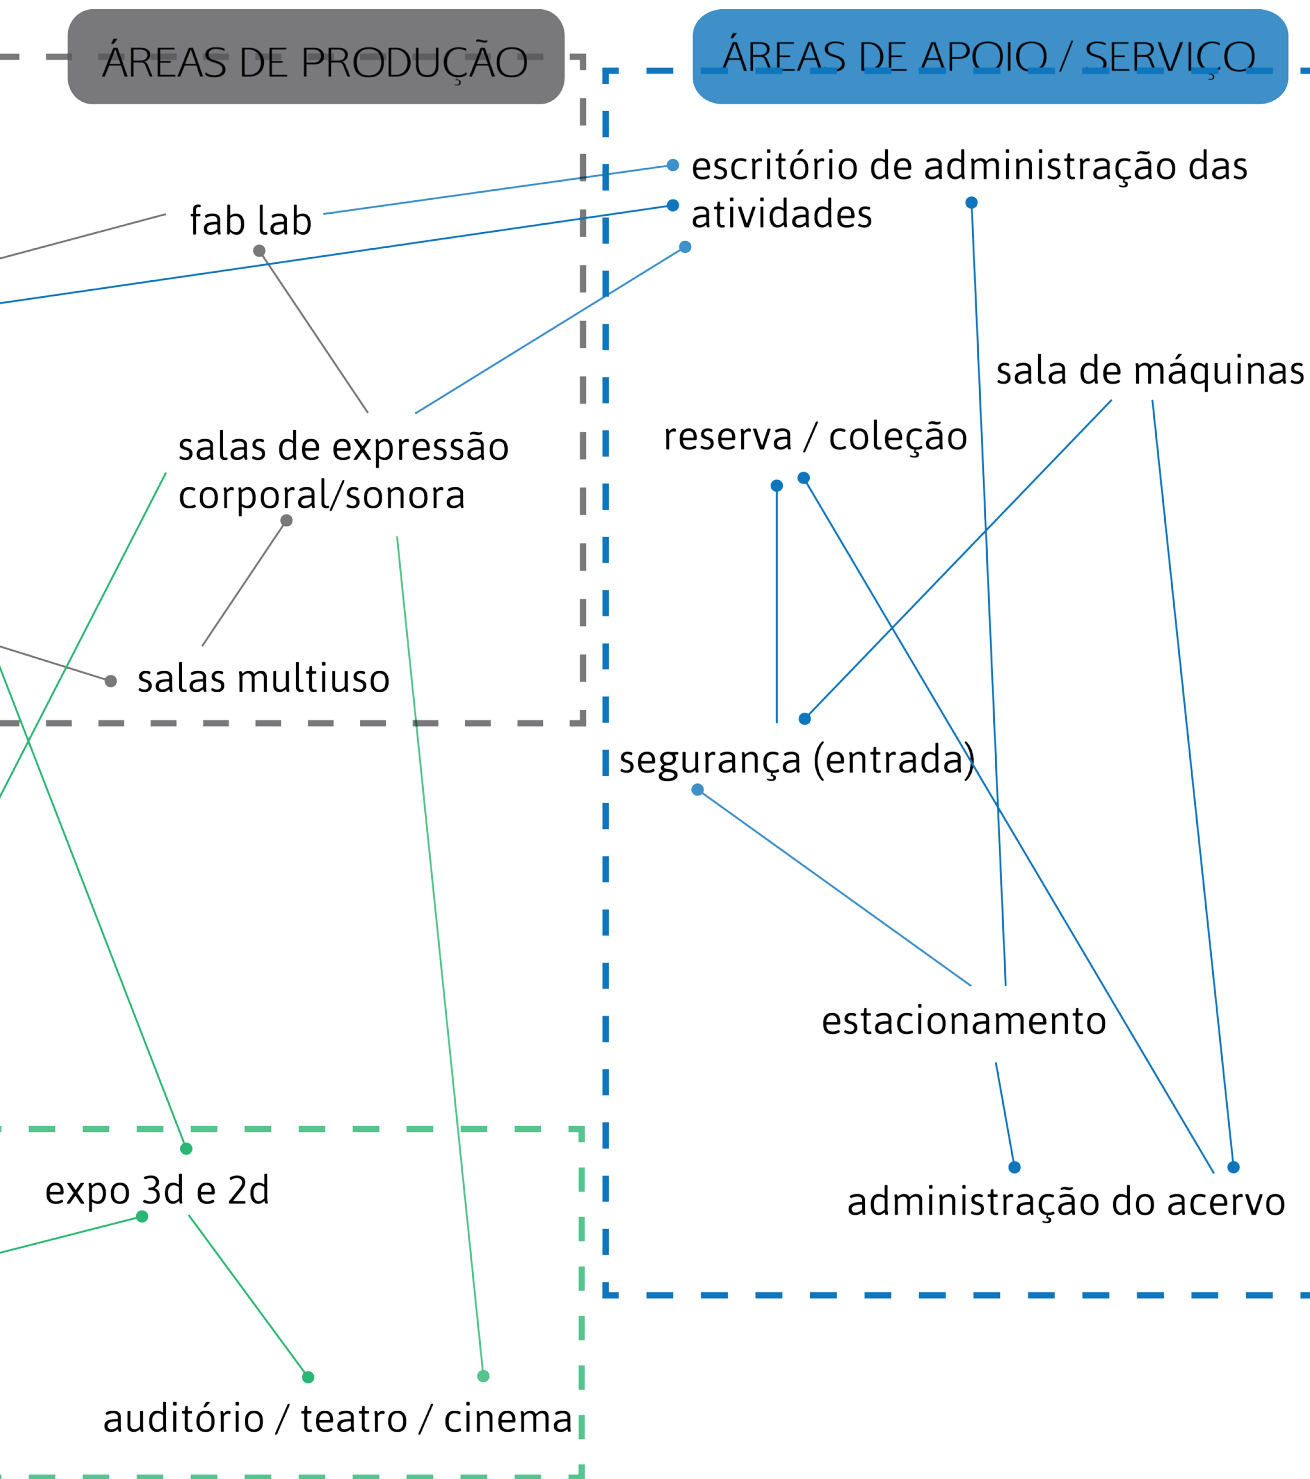 ÁREAS DE PRODUÇÃO
fab lab
salas de expressão
corporal/sonora
salas multiuso
expo 3d e 2d
auditório / teatro / cinema
ÁREAS DE APOIO / SERVIÇO
escritório de administração das
atividades
sala de máquinas
reserva / coleção
segurança (entrada)
estacionamento
administração do acervo